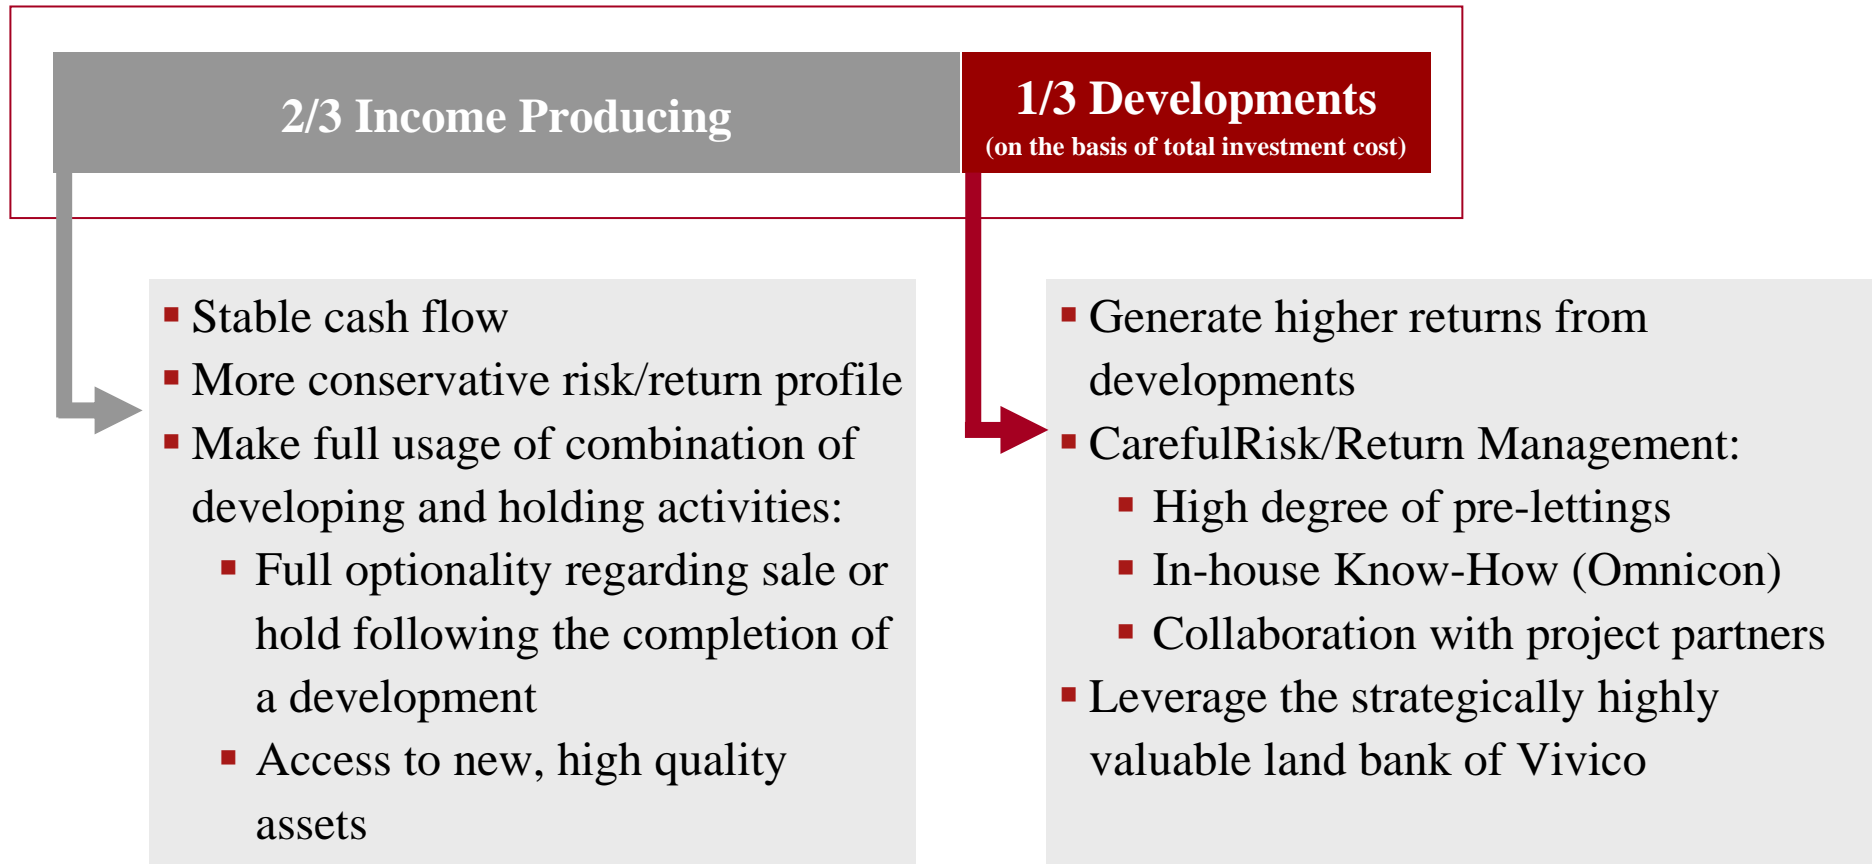 2/3 Income Producing
1/3 Developments
(on the basis of total investment cost)
Stable cash flow
More conservative risk/return profile
Make full usage of combination of
developing and holding activities:
Full optionality regarding sale or
hold following the completion of
a development
Access to new, high quality
assets
Generate higher returns from
developments
CarefulRisk/Return Management:
High degree of pre-lettings
In-house Know-How (Omnicon)
Collaboration with project partners
Leverage the strategically highly
valuable land bank of Vivico